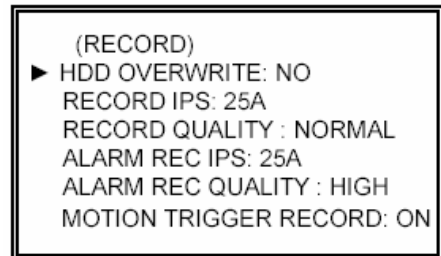 (RECORD)
► HDD OVERWRITE: NO
RECORD IPS: 25A
RECORD QUALITY : NORMAL
ALARM REC IPS: 25A
ALARM REC QUALITY : HIGH
MOTION TRIGGER RECORD: ON